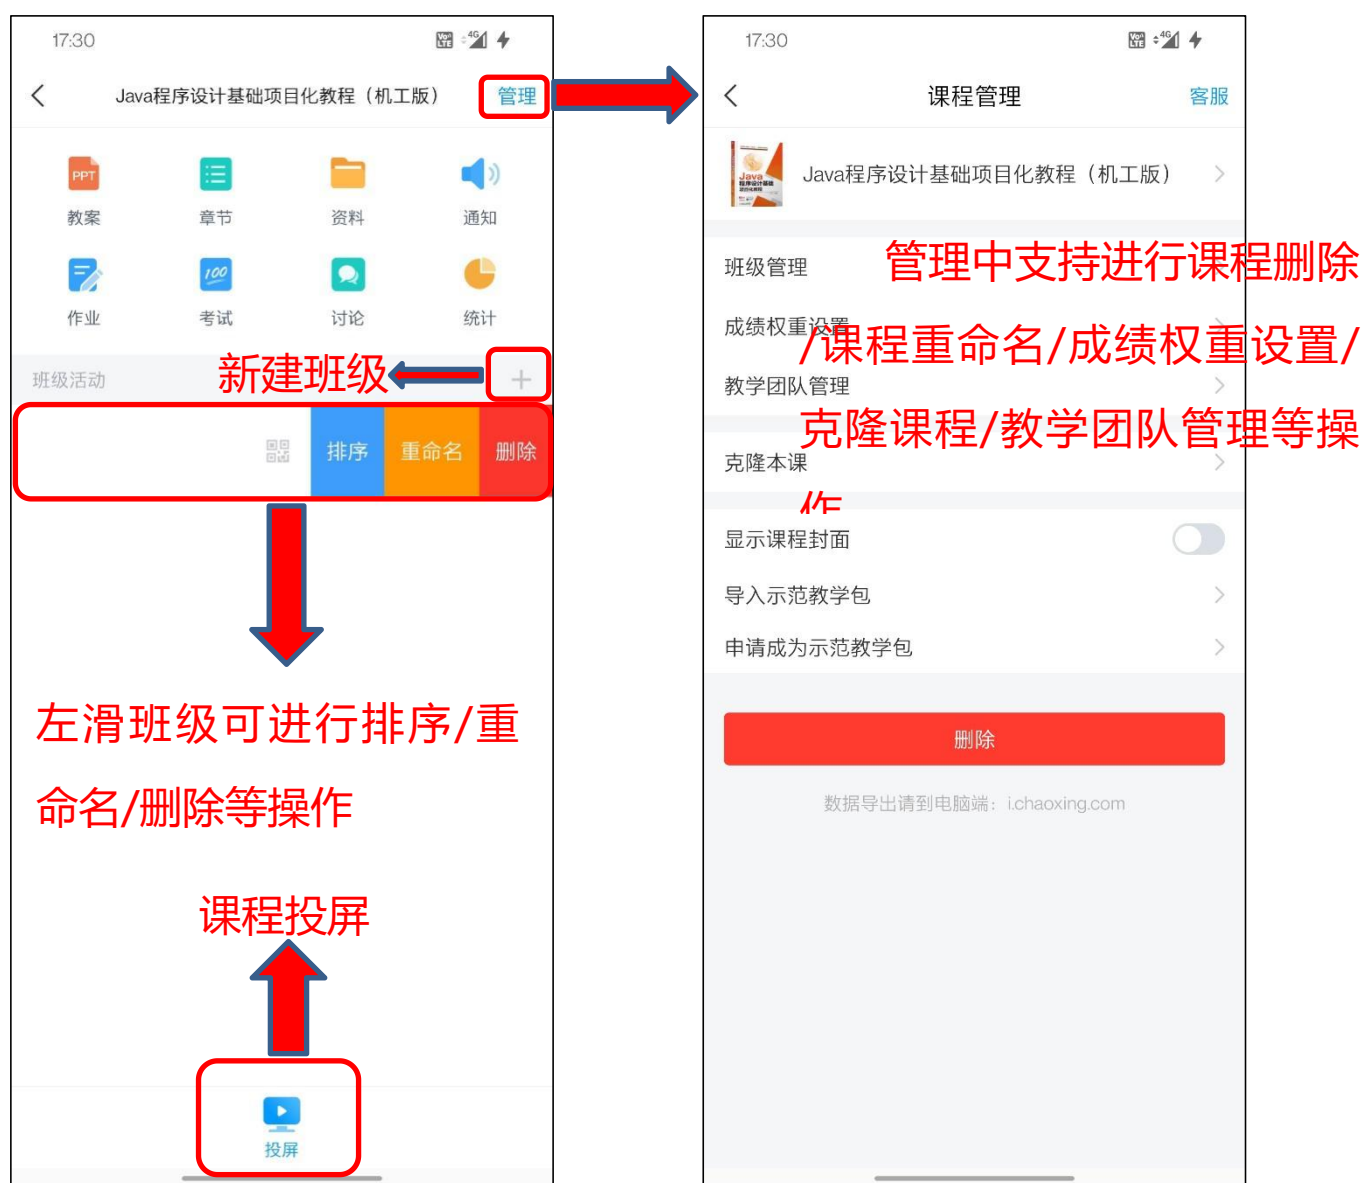 17:30
Java程序设计基础项目化教程（机工版）
管理
PPT
教案
章节
资料
通知
100
作业
考试
讨论
统计
班级活动
新建班级
排序
重命名
删除
左滑班级可进行排序/重
命名/删除等操作
课程投屏
投屏
17:30
课程管理
客服
Java程序设计基础项目化教程（机工版）
班级管理
管理中支持进行课程删除
成绩权重设置
/课程重命名/成绩权重设置/
教学团队管理
克隆课程/教学团队管理等操
克隆本课
作
显示课程封面
导入示范教学包
申请成为示范教学包
删除
数据导出请到电脑端：i.chaoxing.com